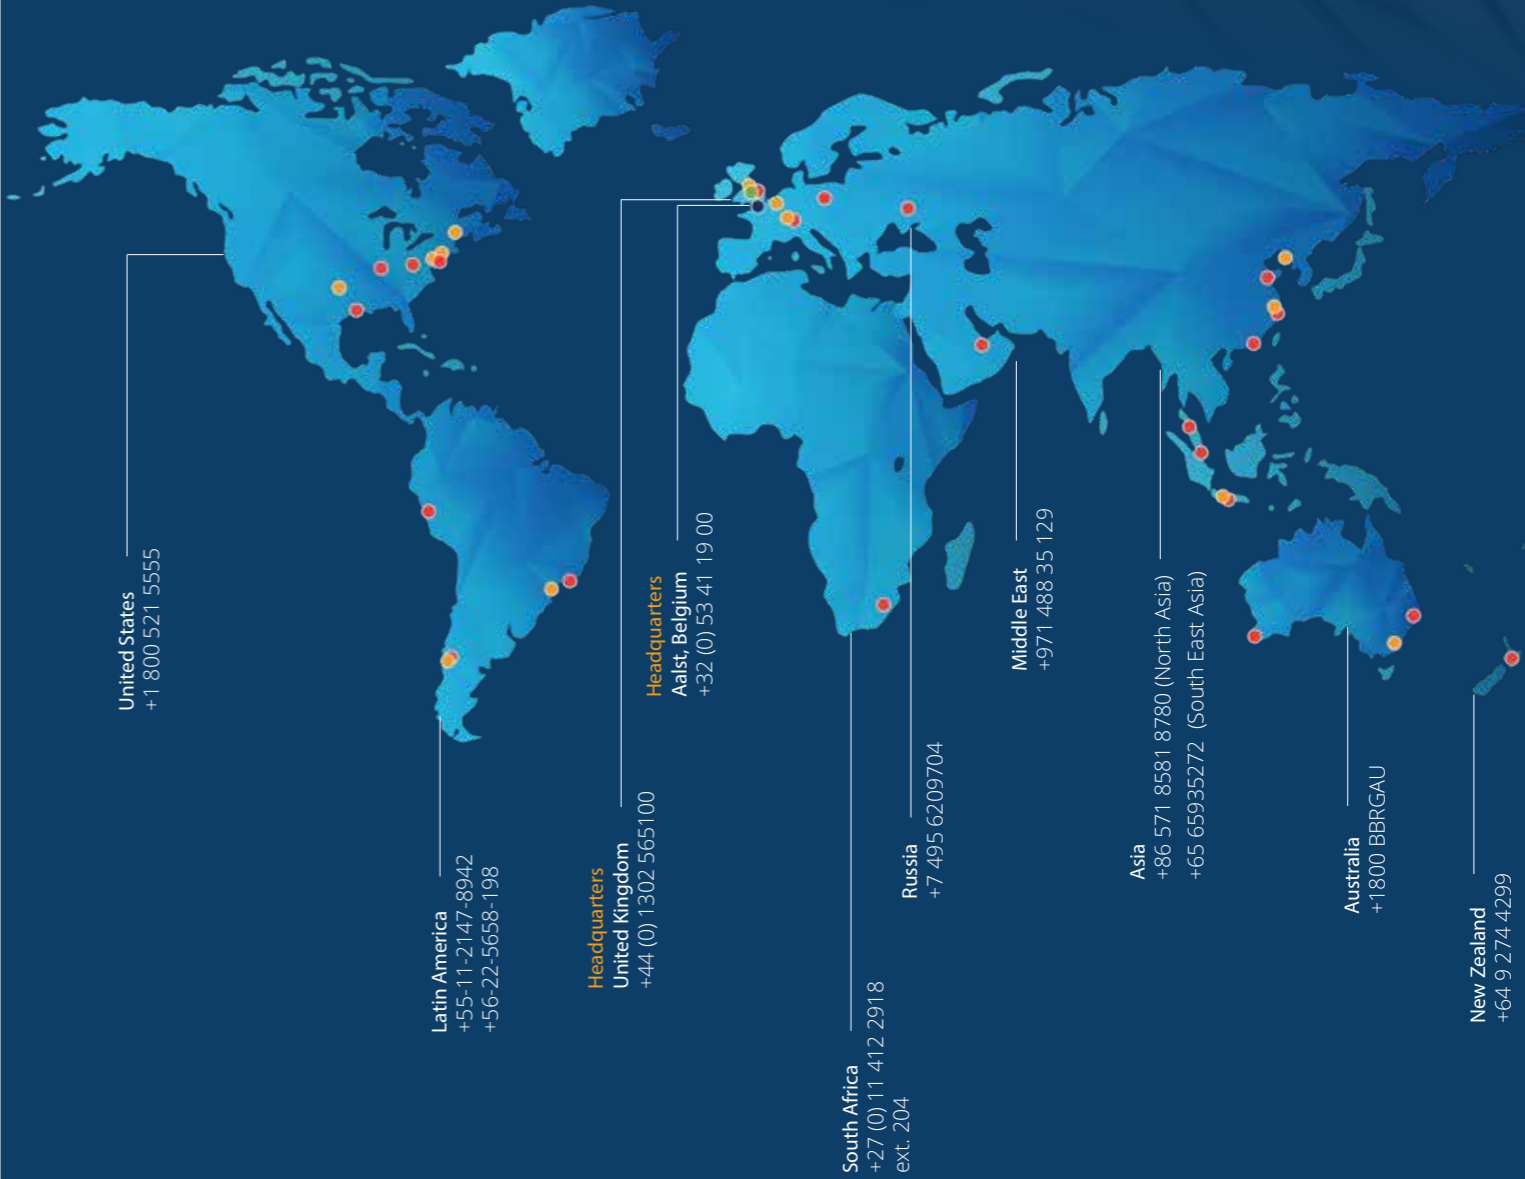 United States
+1 800 521 5555
Latin America
+55-11-2147-8942
+56-22-5658-198
Headquarters
United Kingdom
+44 (0) 1302 565100
Headquarters
Aalst, Belgium
+32 (0) 53 41 19 00
South Africa
+27 (0) 11 412 2918
ext. 204
Russia
+7 495 6209704
Middle East
+971 488 35 129
Asia
+86 571 8581 8780 (North Asia)
+65 65935272 (South East Asia)
Australia
+1800 BBRGAU
New Zealand
+64 9 274 4299